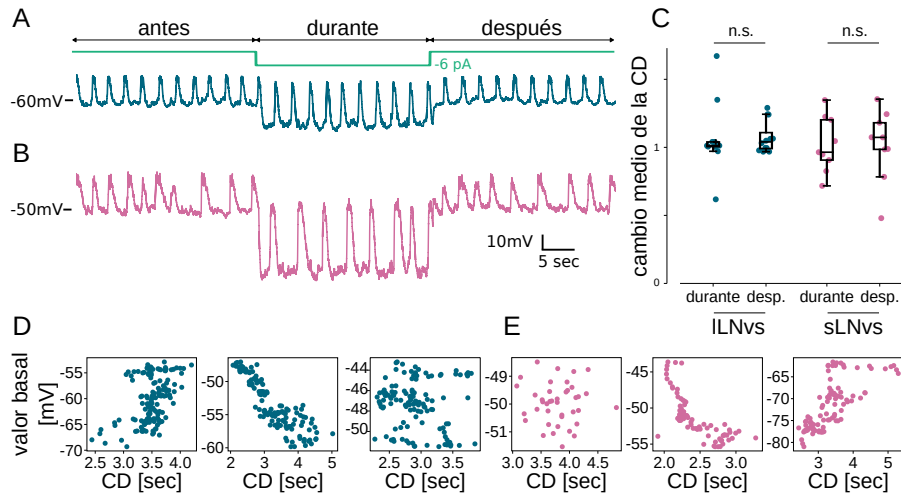 A
antes durante después
-6 pA
-60mV
B
-50mV
10mV
5 sec
C
n.s. n.s.
cambio medio de la CD
1
0
durante desp. durante desp.
lLNvs sLNvs
D
valor basal
[mV]
-55
-60
-65
-70
2.5 3.0 3.5 4.0
CD [sec]
-50
-55
-60
2 3 4 5
CD [sec]
-44
-46
-48
-50
2.5 3.0 3.5
CD [sec]
E
-49
-50
-51
3.0 3.5 4.0 4.5
CD [sec]
-45
-50
-55
2.0 2.5 3.0
CD [sec]
-65
-70
-75
-80
3 4 5
CD [sec]